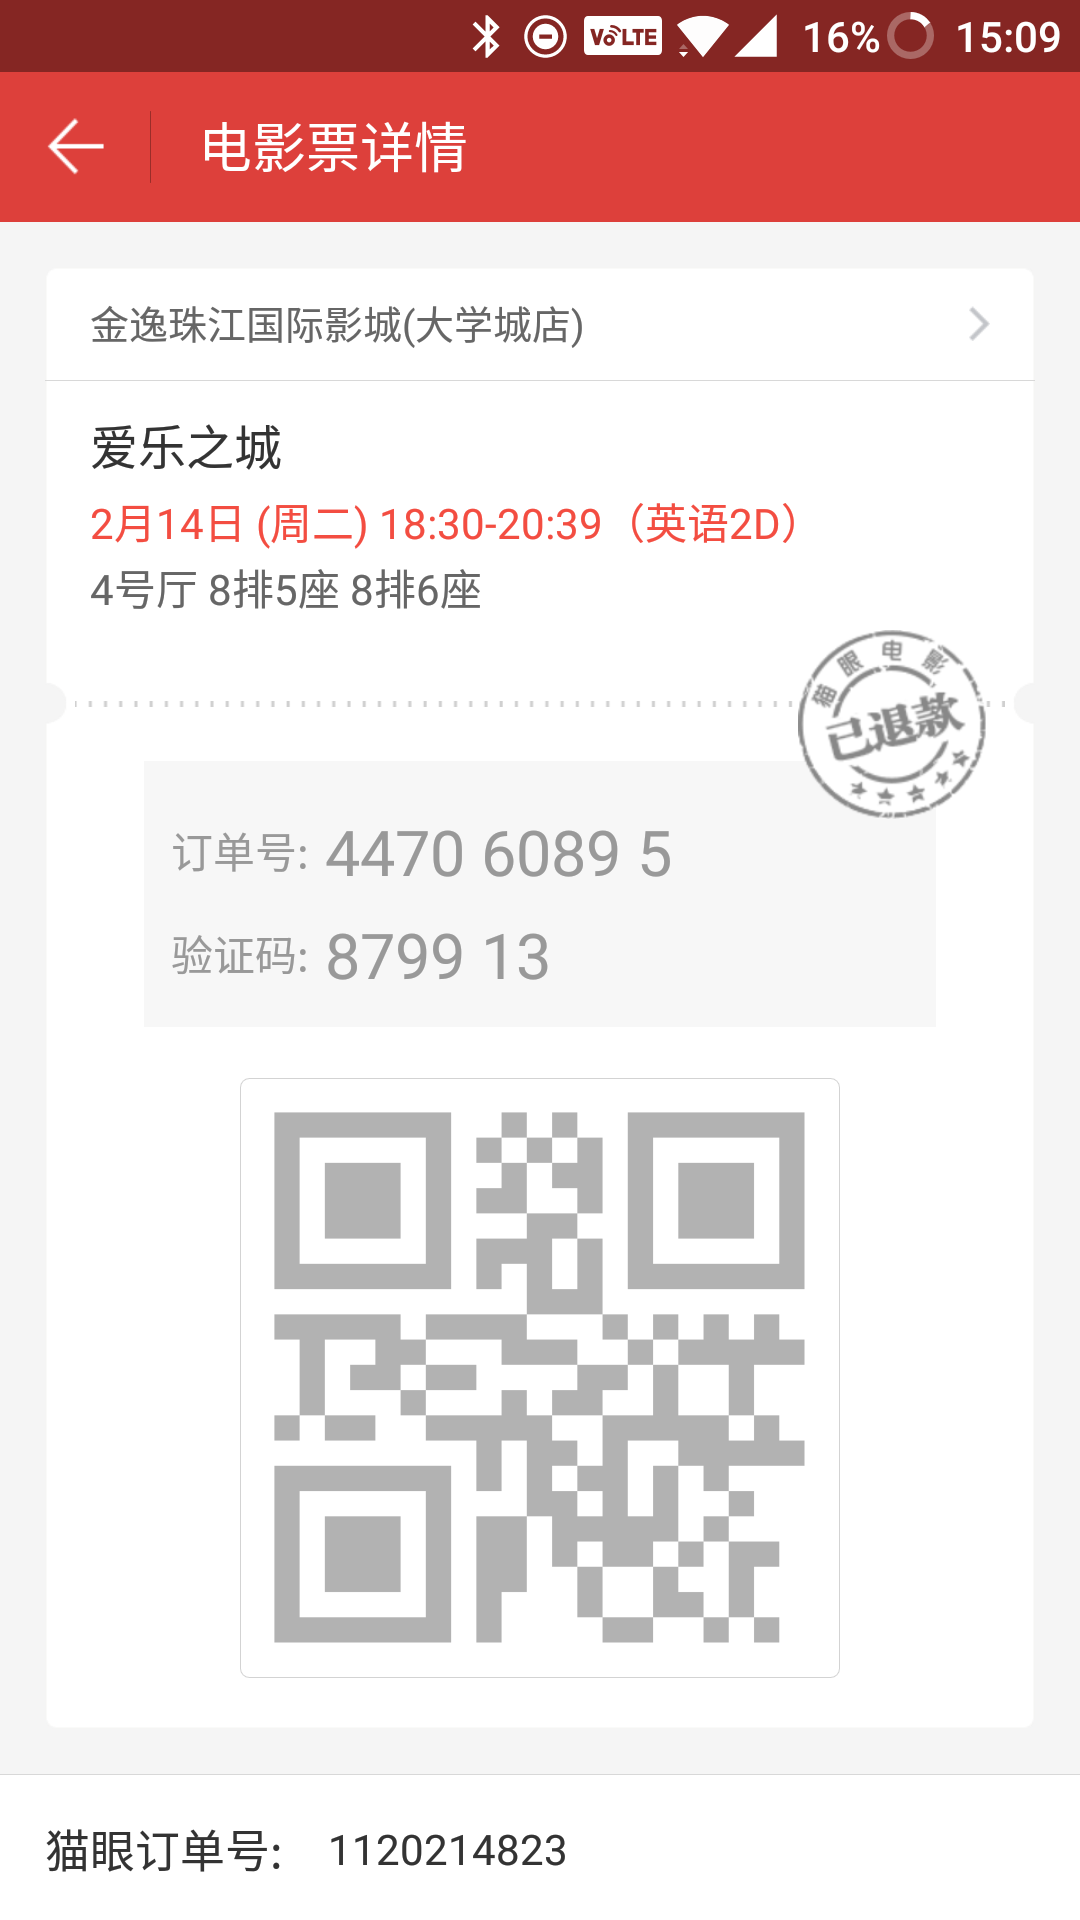 VoLTE 16% 15:09
电影票详情
金逸珠江国际影城(大学城店)
爱乐之城
2月14日 (周二) 18:30-20:39（英语2D）
4号厅 8排5座 8排6座
猫眼电影
已退款
订单号: 4470 6089 5
验证码: 8799 13
猫眼订单号: 1120214823